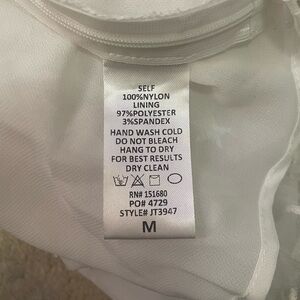 SELF
100%NYLON
LINING
97%POLYESTER
3%SPANDEX
HAND WASH COLD
DO NOT BLEACH
HANG TO DRY
FOR BEST RESULTS
DRY CLEAN
RN# 151680
PO# 4729
STYLE# JT3947
M